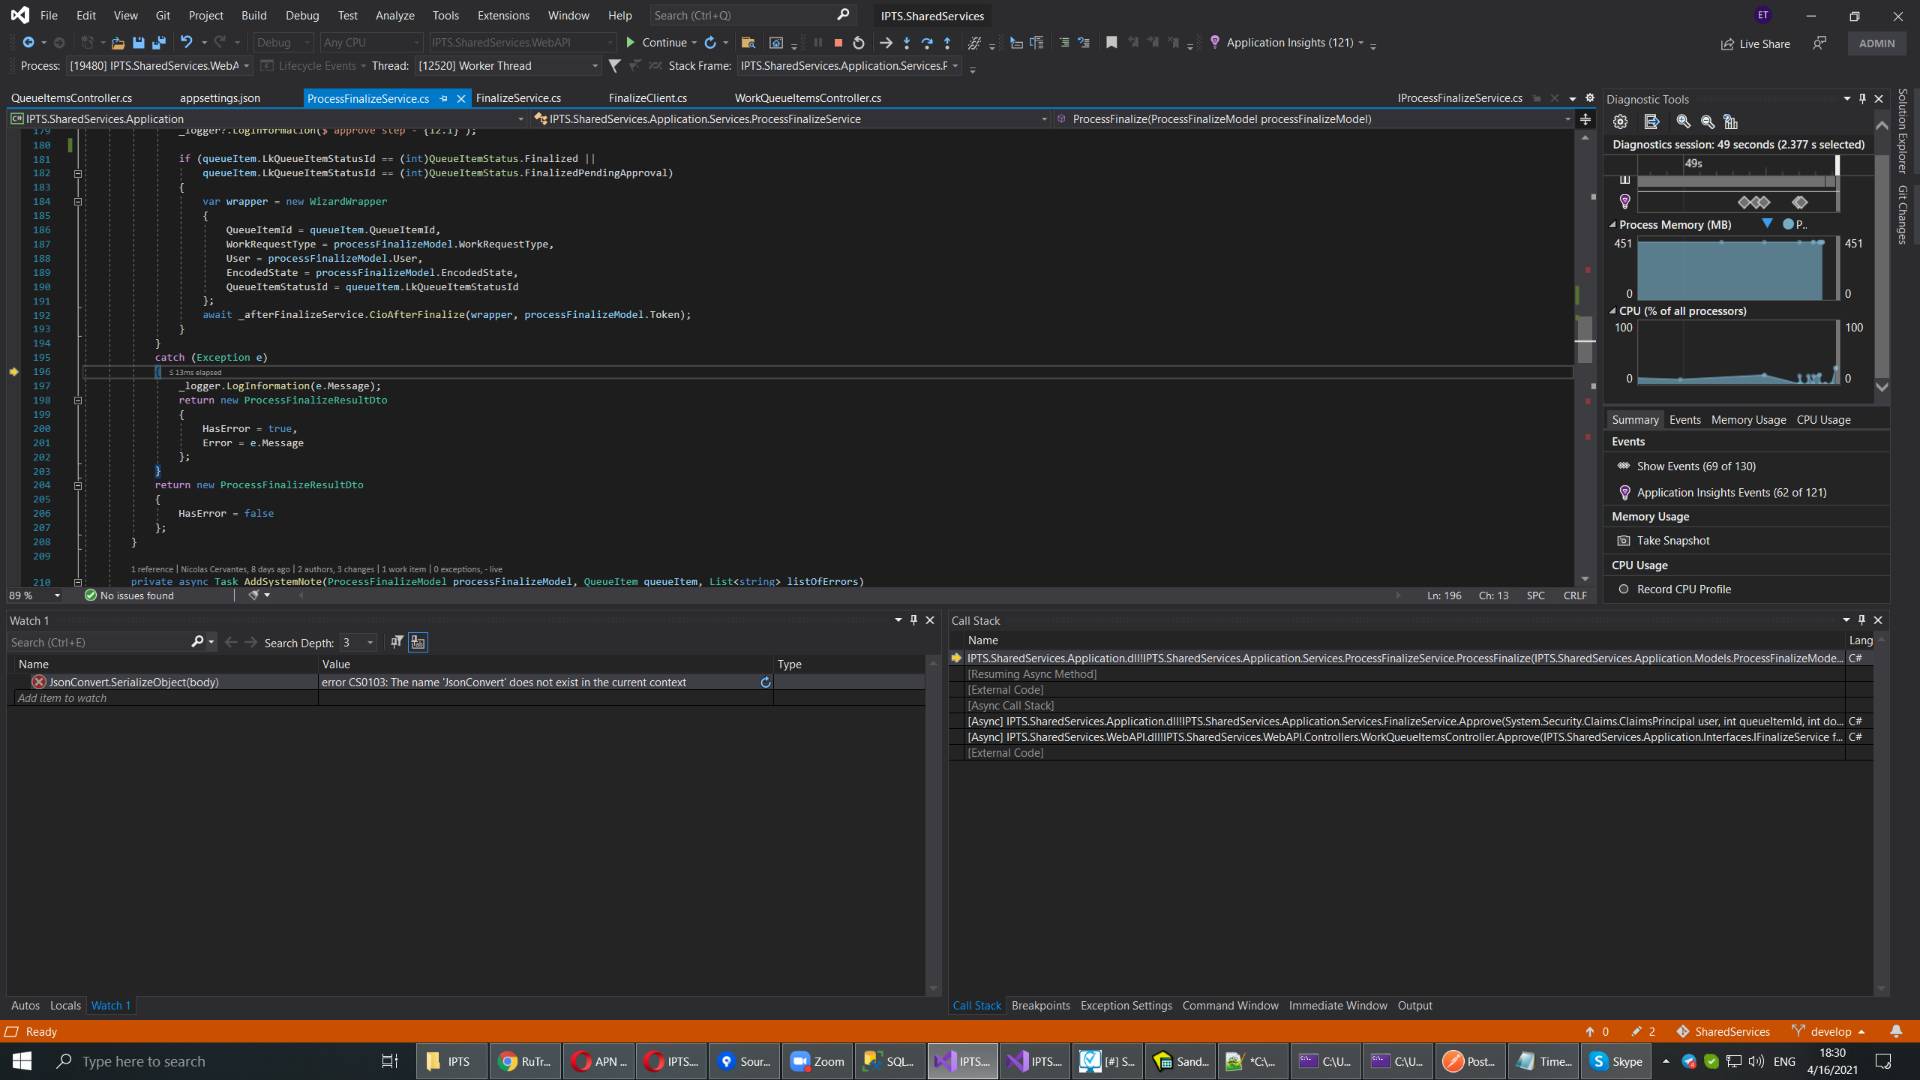 File Edit View Git Project Build Debug Test Analyze Tools Extensions Window Help Search (Ctrl+Q) IPTS.SharedServices ET
Debug Any CPU IPTS.SharedServices.WebAPI Continue Application Insights (121) Live Share ADMIN
Process: [19480] IPTS.SharedServices.WebA Lifecycle Events Thread: [12520] Worker Thread Stack Frame: IPTS.SharedServices.Application.Services.F
QueueItemsController.cs appsettings.json ProcessFinalizeService.cs FinalizeService.cs FinalizeClient.cs WorkQueueItemsController.cs IProcessFinalizeService.cs
IPTS.SharedServices.Application IPTS.SharedServices.Application.Services.ProcessFinalizeService ProcessFinalize(ProcessFinalizeModel processFinalizeModel)
179 _logger?.LogInformation($"approve step - {12.1}");
180
181 if (queueItem.LkQueueItemStatusId == (int)QueueItemStatus.Finalized ||
182 queueItem.LkQueueItemStatusId == (int)QueueItemStatus.FinalizedPendingApproval)
183 {
184 var wrapper = new WizardWrapper
185 {
186 QueueItemId = queueItem.QueueItemId,
187 WorkRequestType = processFinalizeModel.WorkRequestType,
188 User = processFinalizeModel.User,
189 EncodedState = processFinalizeModel.EncodedState,
190 QueueItemStatusId = queueItem.LkQueueItemStatusId
191 };
192 await _afterFinalizeService.CioAfterFinalize(wrapper, processFinalizeModel.Token);
193 }
194 }
195 catch (Exception e)
196 { ≤ 13ms elapsed
197 _logger.LogInformation(e.Message);
198 return new ProcessFinalizeResultDto
199 {
200 HasError = true,
201 Error = e.Message
202 };
203 }
204 return new ProcessFinalizeResultDto
205 {
206 HasError = false
207 };
208 }
209
1 reference | Nicolas Cervantes, 8 days ago | 2 authors, 3 changes | 1 work item | 0 exceptions, - live
210 private async Task AddSystemNote(ProcessFinalizeModel processFinalizeModel, QueueItem queueItem, List<string> listOfErrors)
89 % No issues found Ln: 196 Ch: 13 SPC CRLF
Diagnostic Tools
Diagnostics session: 49 seconds (2.377 s selected)
49s
Process Memory (MB) P..
451 451
0 0
CPU (% of all processors)
100 100
0 0
Summary Events Memory Usage CPU Usage
Events
Show Events (69 of 130)
Application Insights Events (62 of 121)
Memory Usage
Take Snapshot
CPU Usage
Record CPU Profile
Solution Explorer
Git Changes
Watch 1
Search (Ctrl+E) Search Depth: 3
Name Value Type
JsonConvert.SerializeObject(body) error CS0103: The name 'JsonConvert' does not exist in the current context
Add item to watch
Autos Locals Watch 1
Call Stack
Name Lang
IPTS.SharedServices.Application.dll!IPTS.SharedServices.Application.Services.ProcessFinalizeService.ProcessFinalize(IPTS.SharedServices.Application.Models.ProcessFinalizeMode... C#
[Resuming Async Method]
[External Code]
[Async Call Stack]
[Async] IPTS.SharedServices.Application.dll!IPTS.SharedServices.Application.Services.FinalizeService.Approve(System.Security.Claims.ClaimsPrincipal user, int queueItemId, int do... C#
[Async] IPTS.SharedServices.WebAPI.dll!IPTS.SharedServices.WebAPI.Controllers.WorkQueueItemsController.Approve(IPTS.SharedServices.Application.Interfaces.IFinalizeService f... C#
[External Code]
Call Stack Breakpoints Exception Settings Command Window Immediate Window Output
Ready 0 2 SharedServices develop
Type here to search IPTS RuTr... APN ... IPTS... Sour... Zoom SQL... IPTS.... IPTS.... [#] S... Sand... *C:\... C:\U... C:\U... Post... Time... Skype ENG 18:30
4/16/2021